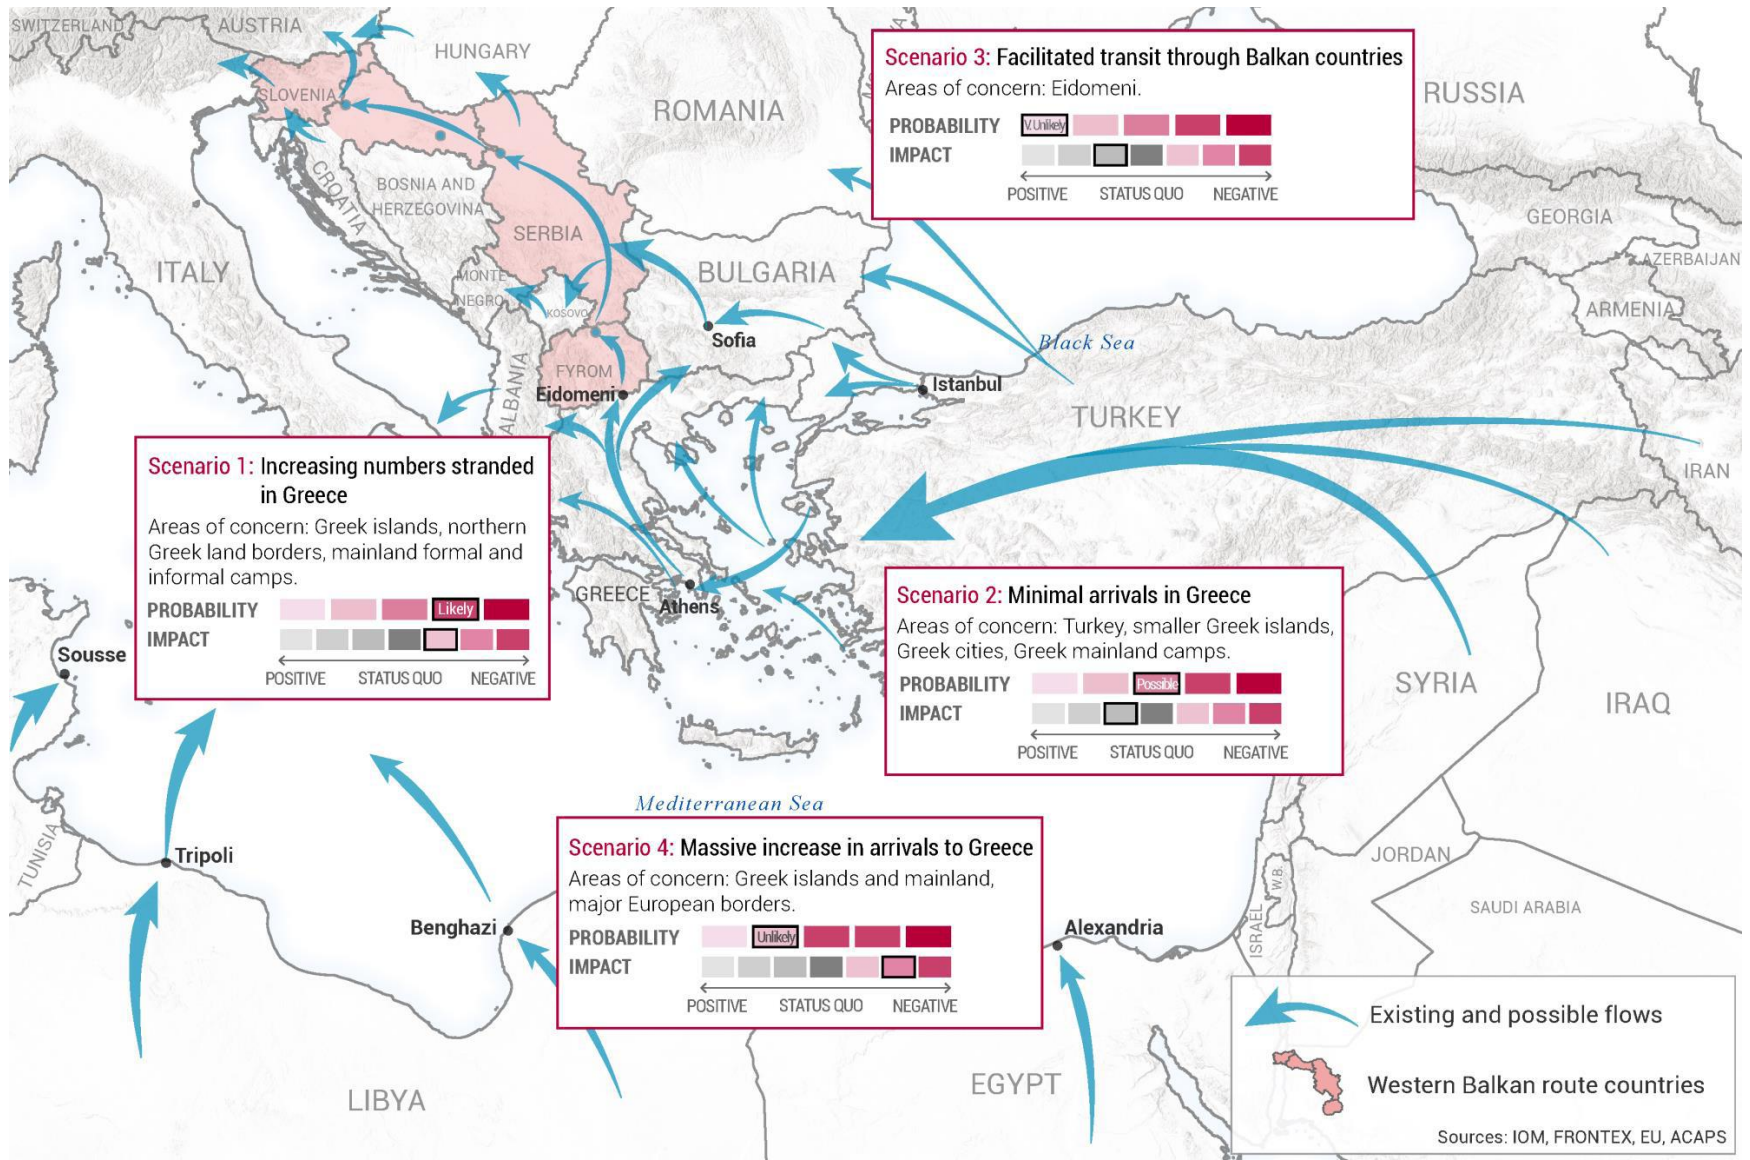 SWITZERLAND
AUSTRIA
HUNGARY
SLOVENIA
ROMANIA
RUSSIA
Scenario 3: Facilitated transit through Balkan countries
Areas of concern: Eidomeni.
PROBABILITY
V. Unlikely
IMPACT
POSITIVE STATUS QUO NEGATIVE
CROATIA
BOSNIA AND
HERZEGOVINA
SERBIA
ITALY
MONTE
NEGRO
KOSOVO
BULGARIA
GEORGIA
AZERBAIJAN
ARMENIA
Sofia
Black Sea
FYROM
Eidomeni
ALBANIA
Istanbul
TURKEY
IRAN
Scenario 1: Increasing numbers stranded
in Greece
Areas of concern: Greek islands, northern
Greek land borders, mainland formal and
informal camps.
PROBABILITY
Likely
IMPACT
POSITIVE STATUS QUO NEGATIVE
GREECE
Athens
Scenario 2: Minimal arrivals in Greece
Areas of concern: Turkey, smaller Greek islands,
Greek cities, Greek mainland camps.
PROBABILITY
Possible
IMPACT
POSITIVE STATUS QUO NEGATIVE
Sousse
SYRIA
IRAQ
Mediterranean Sea
TUNISIA
Tripoli
Scenario 4: Massive increase in arrivals to Greece
Areas of concern: Greek islands and mainland,
major European borders.
PROBABILITY
Unlikely
IMPACT
POSITIVE STATUS QUO NEGATIVE
Benghazi
Alexandria
ISRAEL
W.B.
JORDAN
SAUDI ARABIA
LIBYA
EGYPT
Existing and possible flows
Western Balkan route countries
Sources: IOM, FRONTEX, EU, ACAPS